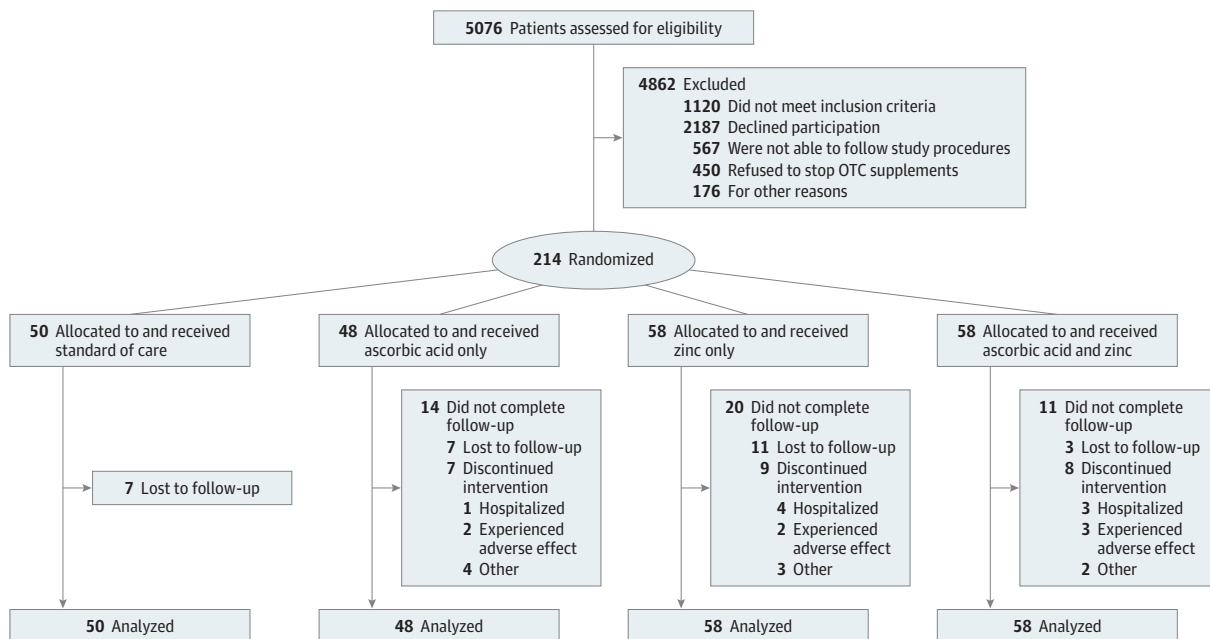 5076 Patients assessed for eligibility
4862 Excluded
1120 Did not meet inclusion criteria
2187 Declined participation
567 Were not able to follow study procedures
450 Refused to stop OTC supplements
176 For other reasons
214 Randomized
50 Allocated to and received
standard of care
48 Allocated to and received
ascorbic acid only
58 Allocated to and received
zinc only
58 Allocated to and received
ascorbic acid and zinc
7 Lost to follow-up
14 Did not complete
follow-up
7 Lost to follow-up
7 Discontinued
intervention
1 Hospitalized
2 Experienced
adverse effect
4 Other
20 Did not complete
follow-up
11 Lost to follow-up
9 Discontinued
intervention
4 Hospitalized
2 Experienced
adverse effect
3 Other
11 Did not complete
follow-up
3 Lost to follow-up
8 Discontinued
intervention
3 Hospitalized
3 Experienced
adverse effect
2 Other
50 Analyzed
48 Analyzed
58 Analyzed
58 Analyzed